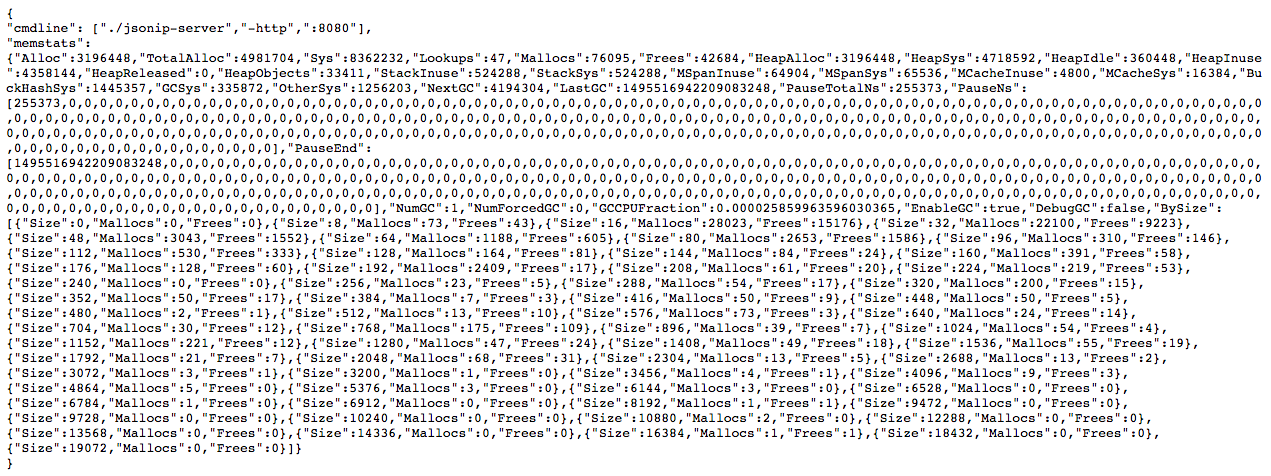 {
"cmdline": ["./jsonip-server","-http",":8080"],
"memstats":
{"Alloc":3196448,"TotalAlloc":4981704,"Sys":8362232,"Lookups":47,"Mallocs":76095,"Frees":42684,"HeapAlloc":3196448,"HeapSys":4718592,"HeapIdle":360448,"HeapInuse
":4358144,"HeapReleased":0,"HeapObjects":33411,"StackInuse":524288,"StackSys":524288,"MSpanInuse":64904,"MSpanSys":65536,"MCacheInuse":4800,"MCacheSys":16384,"Bu
ckHashSys":1445357,"GCSys":335872,"OtherSys":1256203,"NextGC":4194304,"LastGC":1495516942209083248,"PauseTotalNs":255373,"PauseNs":
[255373,0,0,0,0,0,0,0,0,0,0,0,0,0,0,0,0,0,0,0,0,0,0,0,0,0,0,0,0,0,0,0,0,0,0,0,0,0,0,0,0,0,0,0,0,0,0,0,0,0,0,0,0,0,0,0,0,0,0,0,0,0,0,0,0,0,0,0,0,0,0,0,0,0,0,0,0,0
,0,0,0,0,0,0,0,0,0,0,0,0,0,0,0,0,0,0,0,0,0,0,0,0,0,0,0,0,0,0,0,0,0,0,0,0,0,0,0,0,0,0,0,0,0,0,0,0,0,0,0,0,0,0,0,0,0,0,0,0,0,0,0,0,0,0,0,0,0,0,0,0,0,0,0,0,0,0,0,0
,0,0,0,0,0,0,0,0,0,0,0,0,0,0,0,0,0,0,0,0,0,0,0,0,0,0,0,0,0,0,0,0,0,0,0,0,0,0,0,0,0,0,0,0,0,0,0,0,0,0,0,0,0,0,0,0,0,0,0,0,0,0,0,0,0,0,0,0,0,0,0,0,0,0,0,0,0,0,0,0
,0,0,0,0,0,0,0,0,0,0,0,0,0,0,0,0,0],"PauseEnd":
[1495516942209083248,0,0,0,0,0,0,0,0,0,0,0,0,0,0,0,0,0,0,0,0,0,0,0,0,0,0,0,0,0,0,0,0,0,0,0,0,0,0,0,0,0,0,0,0,0,0,0,0,0,0,0,0,0,0,0,0,0,0,0,0,0,0,0,0,0,0,0,0,0,0
,0,0,0,0,0,0,0,0,0,0,0,0,0,0,0,0,0,0,0,0,0,0,0,0,0,0,0,0,0,0,0,0,0,0,0,0,0,0,0,0,0,0,0,0,0,0,0,0,0,0,0,0,0,0,0,0,0,0,0,0,0,0,0,0,0,0,0,0,0,0,0,0,0,0,0,0,0,0,0,0
,0,0,0,0,0,0,0,0,0,0,0,0,0,0,0,0,0,0,0,0,0,0,0,0,0,0,0,0,0,0,0,0,0,0,0,0,0,0,0,0,0,0,0,0,0,0,0,0,0,0,0,0,0,0,0,0,0,0,0,0,0,0,0,0,0,0,0,0,0,0,0,0,0,0,0,0,0,0,0,0
,0,0,0,0,0,0,0,0,0,0,0,0,0,0,0,0,0,0,0,0,0,0,0],"NumGC":1,"NumForcedGC":0,"GCCPUFraction":0.000025859963596030365,"EnableGC":true,"DebugGC":false,"BySize":
[{"Size":0,"Mallocs":0,"Frees":0},{"Size":8,"Mallocs":73,"Frees":43},{"Size":16,"Mallocs":28023,"Frees":15176},{"Size":32,"Mallocs":22100,"Frees":9223},
{"Size":48,"Mallocs":3043,"Frees":1552},{"Size":64,"Mallocs":1188,"Frees":605},{"Size":80,"Mallocs":2653,"Frees":1586},{"Size":96,"Mallocs":310,"Frees":146},
{"Size":112,"Mallocs":530,"Frees":333},{"Size":128,"Mallocs":164,"Frees":81},{"Size":144,"Mallocs":84,"Frees":24},{"Size":160,"Mallocs":391,"Frees":58},
{"Size":176,"Mallocs":128,"Frees":60},{"Size":192,"Mallocs":2409,"Frees":17},{"Size":208,"Mallocs":61,"Frees":20},{"Size":224,"Mallocs":219,"Frees":53},
{"Size":240,"Mallocs":0,"Frees":0},{"Size":256,"Mallocs":23,"Frees":5},{"Size":288,"Mallocs":54,"Frees":17},{"Size":320,"Mallocs":200,"Frees":15},
{"Size":352,"Mallocs":50,"Frees":17},{"Size":384,"Mallocs":7,"Frees":3},{"Size":416,"Mallocs":50,"Frees":9},{"Size":448,"Mallocs":50,"Frees":5},
{"Size":480,"Mallocs":2,"Frees":1},{"Size":512,"Mallocs":13,"Frees":10},{"Size":576,"Mallocs":73,"Frees":3},{"Size":640,"Mallocs":24,"Frees":14},
{"Size":704,"Mallocs":30,"Frees":12},{"Size":768,"Mallocs":175,"Frees":109},{"Size":896,"Mallocs":39,"Frees":7},{"Size":1024,"Mallocs":54,"Frees":4},
{"Size":1152,"Mallocs":221,"Frees":12},{"Size":1280,"Mallocs":47,"Frees":24},{"Size":1408,"Mallocs":49,"Frees":18},{"Size":1536,"Mallocs":55,"Frees":19},
{"Size":1792,"Mallocs":21,"Frees":7},{"Size":2048,"Mallocs":68,"Frees":31},{"Size":2304,"Mallocs":13,"Frees":5},{"Size":2688,"Mallocs":13,"Frees":2},
{"Size":3072,"Mallocs":3,"Frees":1},{"Size":3200,"Mallocs":1,"Frees":0},{"Size":3456,"Mallocs":4,"Frees":1},{"Size":4096,"Mallocs":9,"Frees":3},
{"Size":4864,"Mallocs":5,"Frees":0},{"Size":5376,"Mallocs":3,"Frees":0},{"Size":6144,"Mallocs":3,"Frees":0},{"Size":6528,"Mallocs":0,"Frees":0},
{"Size":6784,"Mallocs":1,"Frees":0},{"Size":6912,"Mallocs":0,"Frees":0},{"Size":8192,"Mallocs":1,"Frees":1},{"Size":9472,"Mallocs":0,"Frees":0},
{"Size":9728,"Mallocs":0,"Frees":0},{"Size":10240,"Mallocs":0,"Frees":0},{"Size":10880,"Mallocs":2,"Frees":0},{"Size":12288,"Mallocs":0,"Frees":0},
{"Size":13568,"Mallocs":0,"Frees":0},{"Size":14336,"Mallocs":0,"Frees":0},{"Size":16384,"Mallocs":1,"Frees":1},{"Size":18432,"Mallocs":0,"Frees":0},
{"Size":19072,"Mallocs":0,"Frees":0}]}
}